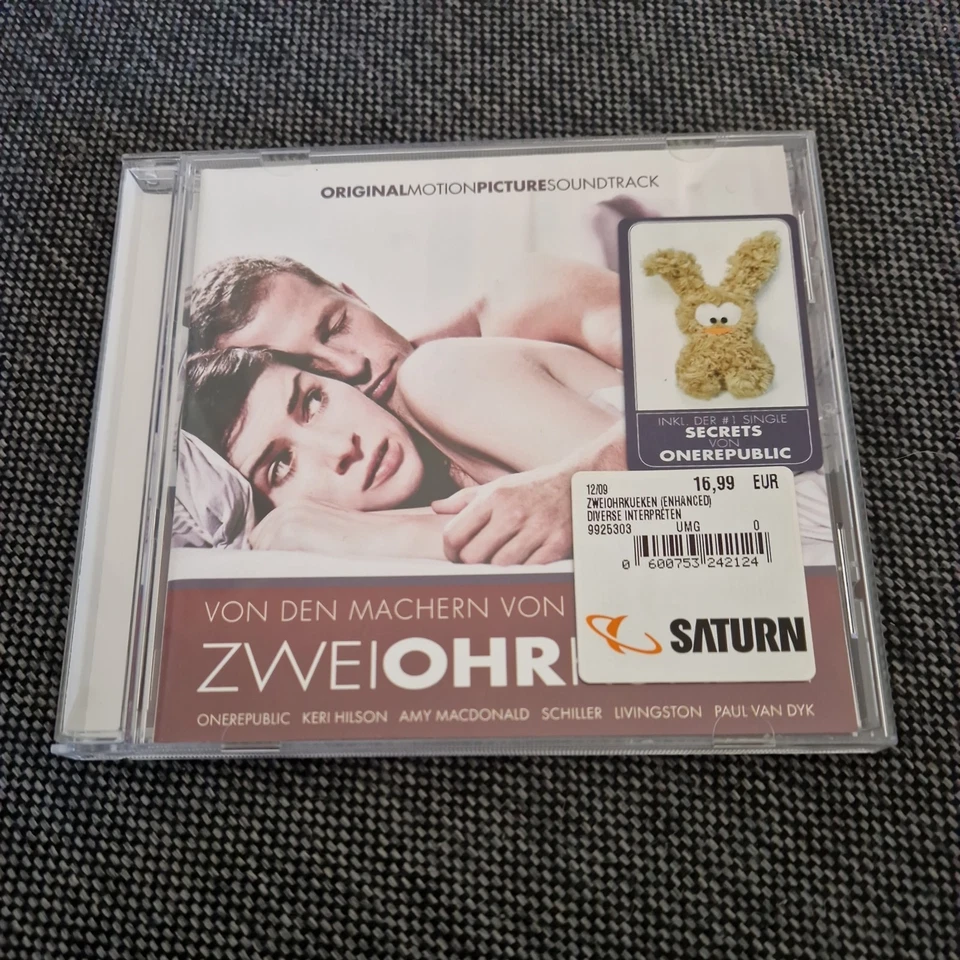 ORIGINALMOTIONPICTURESOUNDTRACK
INKL. DER #1 SINGLE
SECRETS
VON
ONEREPUBLIC
12/09 16,99 EUR
ZWEIOHRKUEKEN (ENHANCED)
DIVERSE INTERPRETEN
9925303 UMG 0
0 600753 242124
SATURN
VON DEN MACHERN VON
ZWEIOHR
ONEREPUBLIC KERI HILSON AMY MACDONALD SCHILLER LIVINGSTON PAUL VAN DYK